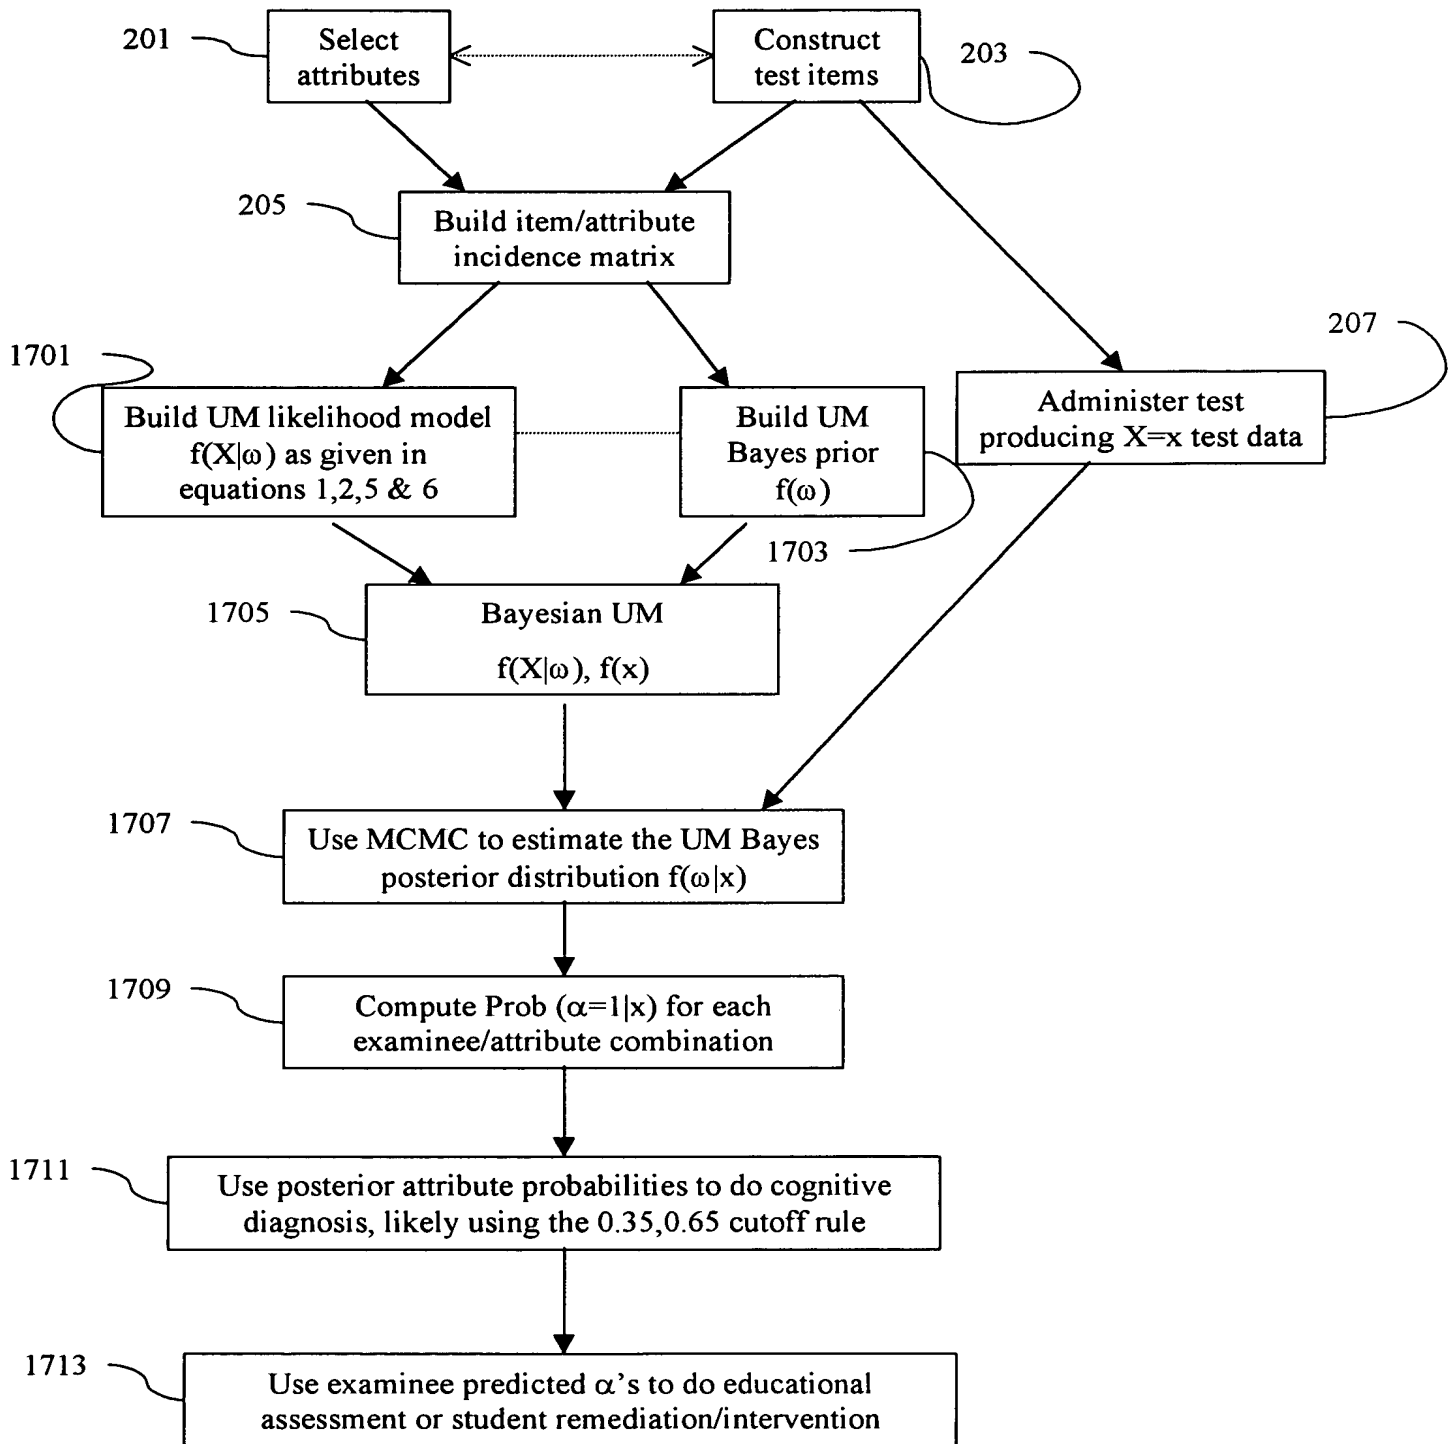 201
Select
attributes
Construct
test items
203
205
Build item/attribute
incidence matrix
1701
Build UM likelihood model
f(X|ω) as given in
equations 1,2,5 & 6
Build UM
Bayes prior
f(ω)
1703
207
Administer test
producing X=x test data
1705
Bayesian UM
f(X|ω), f(x)
1707
Use MCMC to estimate the UM Bayes
posterior distribution f(ω|x)
1709
Compute Prob (α=1|x) for each
examinee/attribute combination
1711
Use posterior attribute probabilities to do cognitive
diagnosis, likely using the 0.35,0.65 cutoff rule
1713
Use examinee predicted α's to do educational
assessment or student remediation/intervention